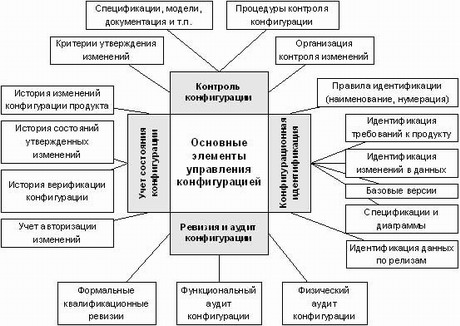 Спецификации, модели,
документация и т.п.
Процедуры контроля
конфигурации
Критерии утверждения
изменений
Организация
контроля изменений
Контроль
конфигурации
История изменений
конфигурации продукта
История состояний
утвержденных
изменений
История верификации
конфигурации
Учет авторизации
изменений
Учет состояния
конфигурации
Основные
элементы
управления
конфигурацией
Конфигурационная
идентификация
Правила идентификации
(наименование, нумерация)
Идентификация
требований к продукту
Идентификация
изменений в данных
Базовые версии
Спецификации и
диаграммы
Идентификация данных
по релизам
Ревизия и аудит
конфигурации
Формальные
квалификационные
ревизии
Функциональный
аудит
конфигурации
Физический
аудит
конфигурации